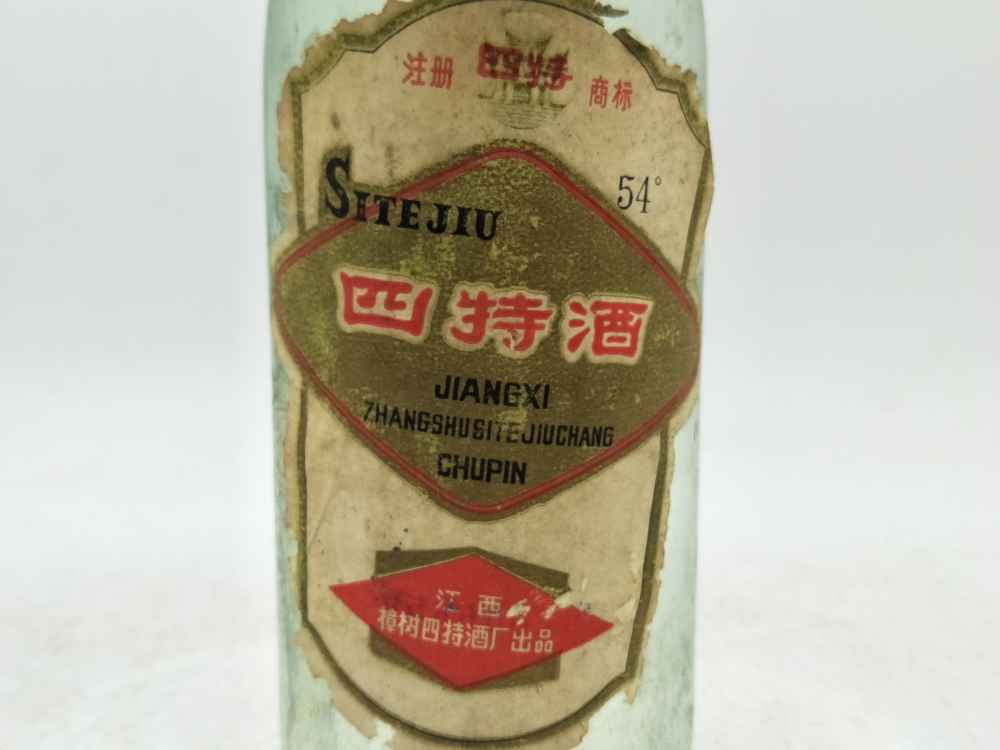 注册 四特 商标
SITEJIU
54°
四特酒
JIANGXI
ZHANGSHUSITEJIUCHANG
CHUPIN
江西
樟树四特酒厂出品